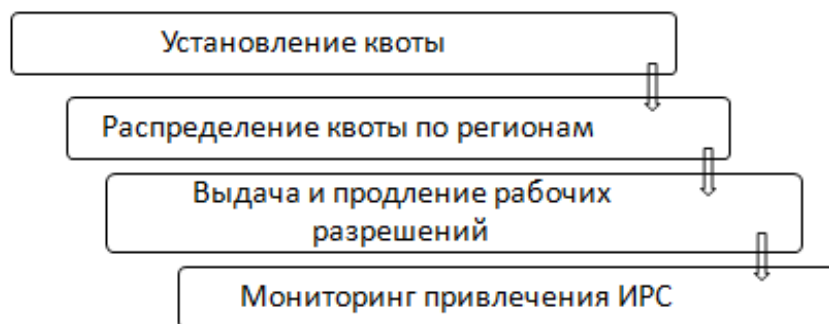 Установление квоты
Распределение квоты по регионам
Выдача и продление рабочих
разрешений
Мониторинг привлечения ИРС